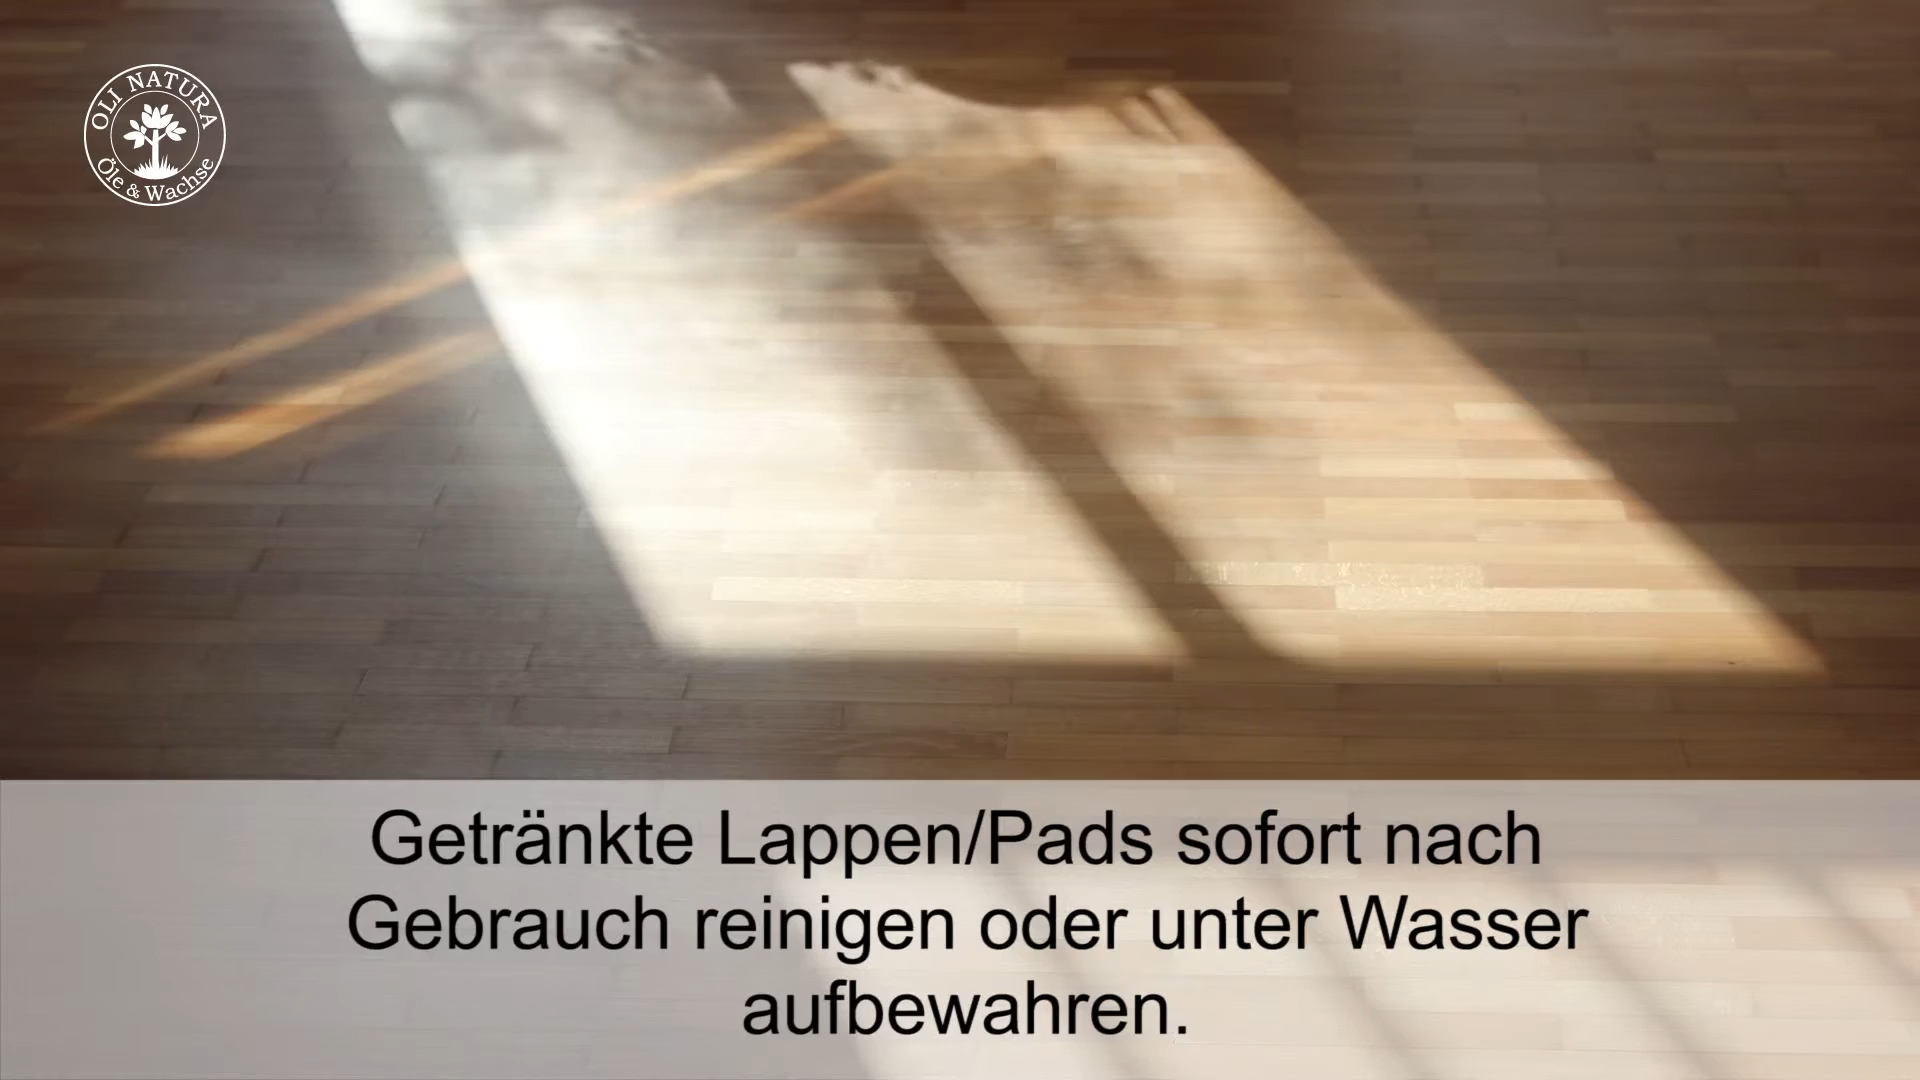 OLI NATURA
Öle & Wachse
Getränkte Lappen/Pads sofort nach
Gebrauch reinigen oder unter Wasser
aufbewahren.